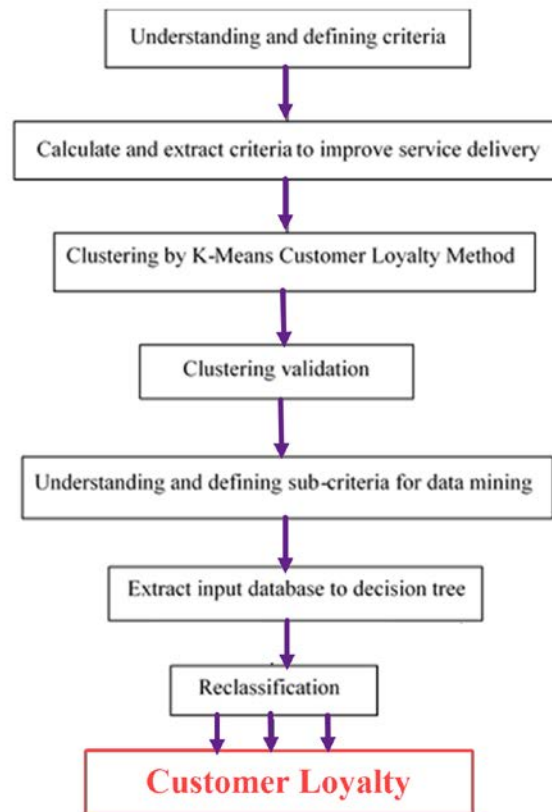 Understanding and defining criteria
Calculate and extract criteria to improve service delivery
Clustering by K-Means Customer Loyalty Method
Clustering validation
Understanding and defining sub-criteria for data mining
Extract input database to decision tree
Reclassification
Customer Loyalty